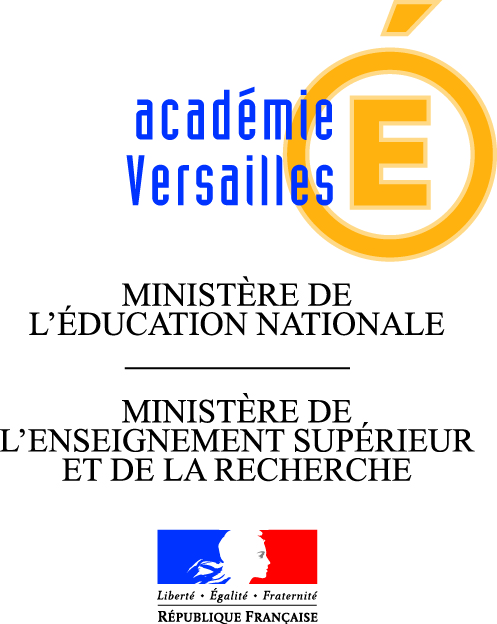 académie
Versailles
É
MINISTÈRE DE
L’ÉDUCATION NATIONALE
MINISTÈRE DE
L’ENSEIGNEMENT SUPÉRIEUR
ET DE LA RECHERCHE
Liberté • Égalité • Fraternité
RÉPUBLIQUE FRANÇAISE